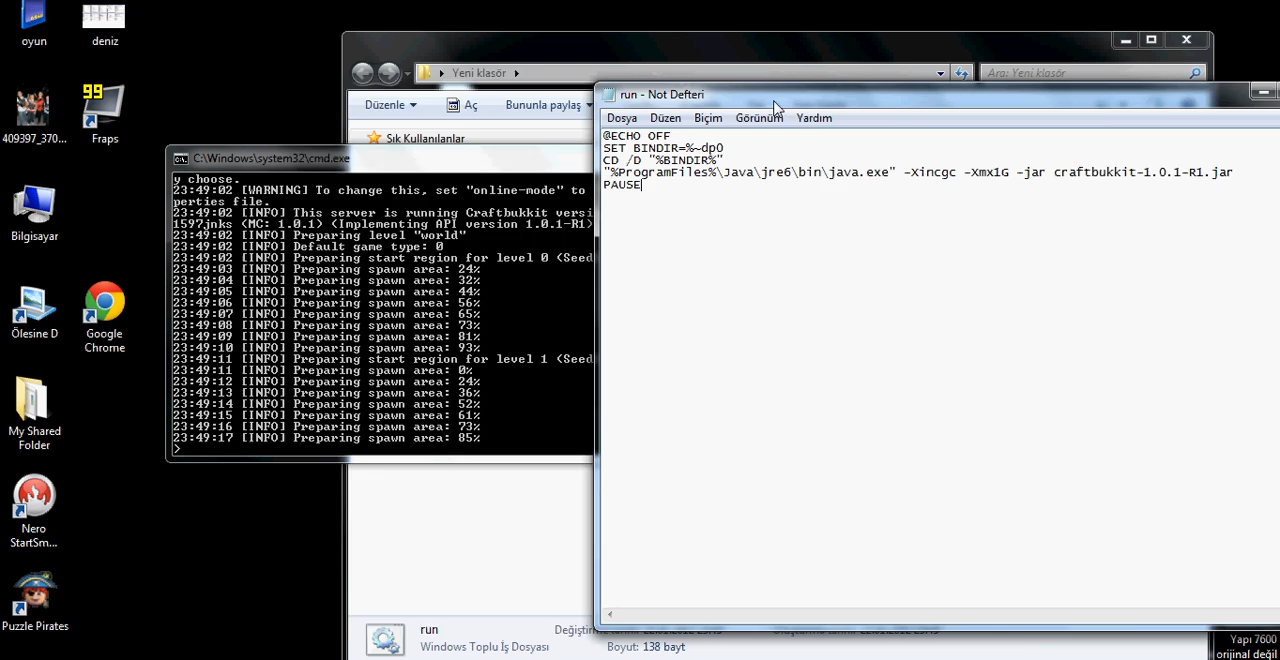 oyun
deniz
409397_370...
99
Fraps
Bilgisayar
Ölesine D
Google
Chrome
My Shared
Folder
Nero
StartSm...
Puzzle Pirates
Yeni klasör
Ara: Yeni klasör
Düzenle
Aç
Bununla paylaş
Sık Kullanılanlar
C:\Windows\system32\cmd.exe
y choose.
23:49:02 [WARNING] To change this, set "online-mode" to
perties file.
23:49:02 [INFO] This server is running Craftbukkit versi
1597jnks (MC: 1.0.1) (Implementing API version 1.0.1-R1)
23:49:02 [INFO] Preparing level "world"
23:49:02 [INFO] Default game type: 0
23:49:02 [INFO] Preparing start region for level 0 (Seed
23:49:03 [INFO] Preparing spawn area: 24%
23:49:04 [INFO] Preparing spawn area: 32%
23:49:05 [INFO] Preparing spawn area: 44%
23:49:06 [INFO] Preparing spawn area: 56%
23:49:07 [INFO] Preparing spawn area: 65%
23:49:08 [INFO] Preparing spawn area: 73%
23:49:09 [INFO] Preparing spawn area: 81%
23:49:10 [INFO] Preparing spawn area: 93%
23:49:11 [INFO] Preparing start region for level 1 (Seed
23:49:11 [INFO] Preparing spawn area: 0%
23:49:12 [INFO] Preparing spawn area: 24%
23:49:13 [INFO] Preparing spawn area: 36%
23:49:14 [INFO] Preparing spawn area: 52%
23:49:15 [INFO] Preparing spawn area: 61%
23:49:16 [INFO] Preparing spawn area: 73%
23:49:17 [INFO] Preparing spawn area: 85%
>
run - Not Defteri
Dosya Düzen Biçim Görünüm Yardım
@ECHO OFF
SET BINDIR=%~dp0
CD /D "%BINDIR%"
"%ProgramFiles%\Java\jre6\bin\java.exe" -Xincgc -Xmx1G -jar craftbukkit-1.0.1-R1.jar
PAUSE
run
Windows Toplu İş Dosyası
Boyut: 138 bayt
Yapı 7600
orijinal değil